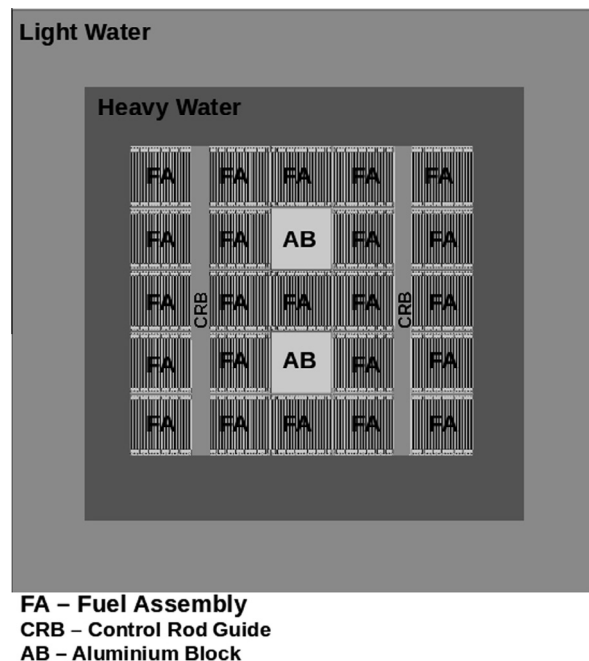 Light Water
Heavy Water
FA FA FA FA FA
FA FA AB FA FA
FA CRB FA FA FA CRB FA
FA FA AB FA FA
FA FA FA FA FA
FA – Fuel Assembly
CRB – Control Rod Guide
AB – Aluminium Block